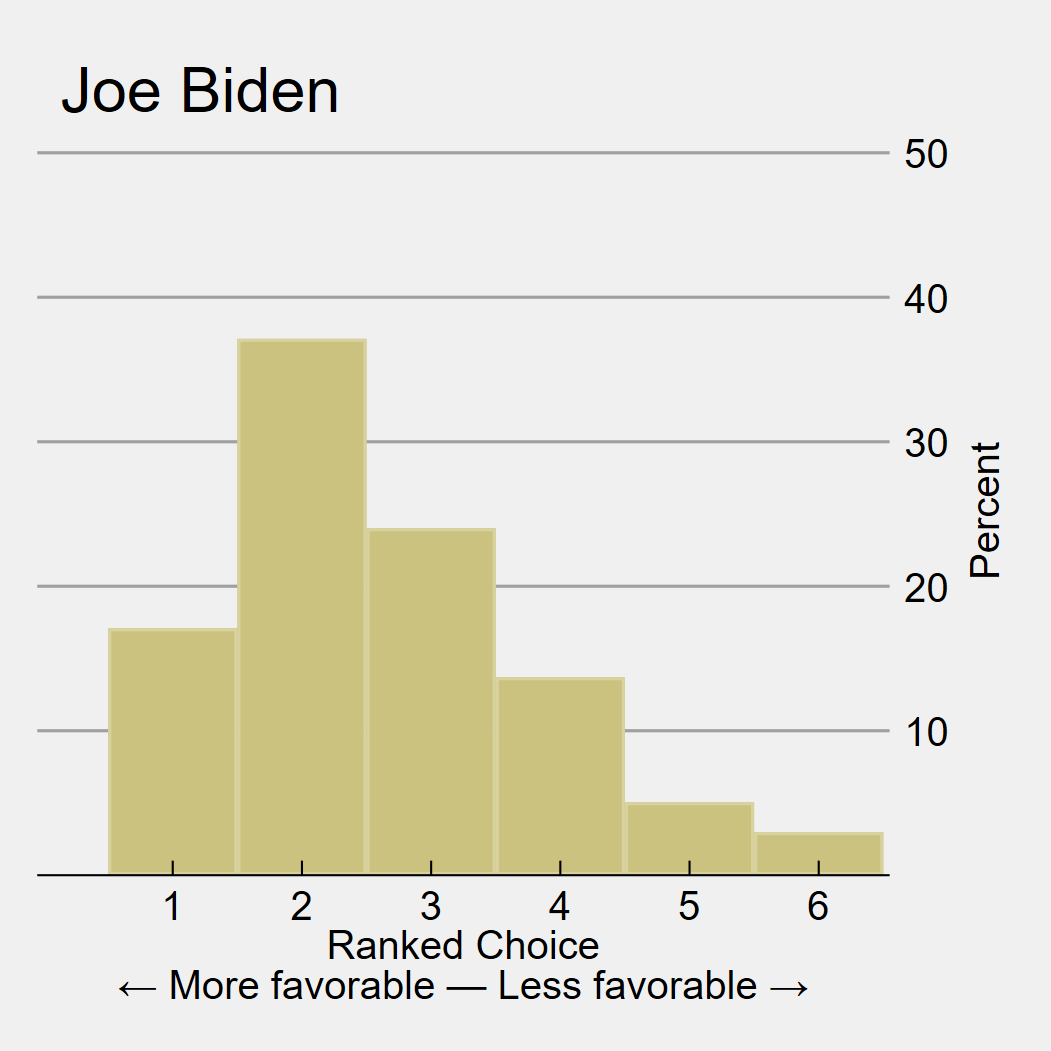 Joe Biden
50
40
30
20
10
Percent
1 2 3 4 5 6
Ranked Choice
← More favorable — Less favorable →